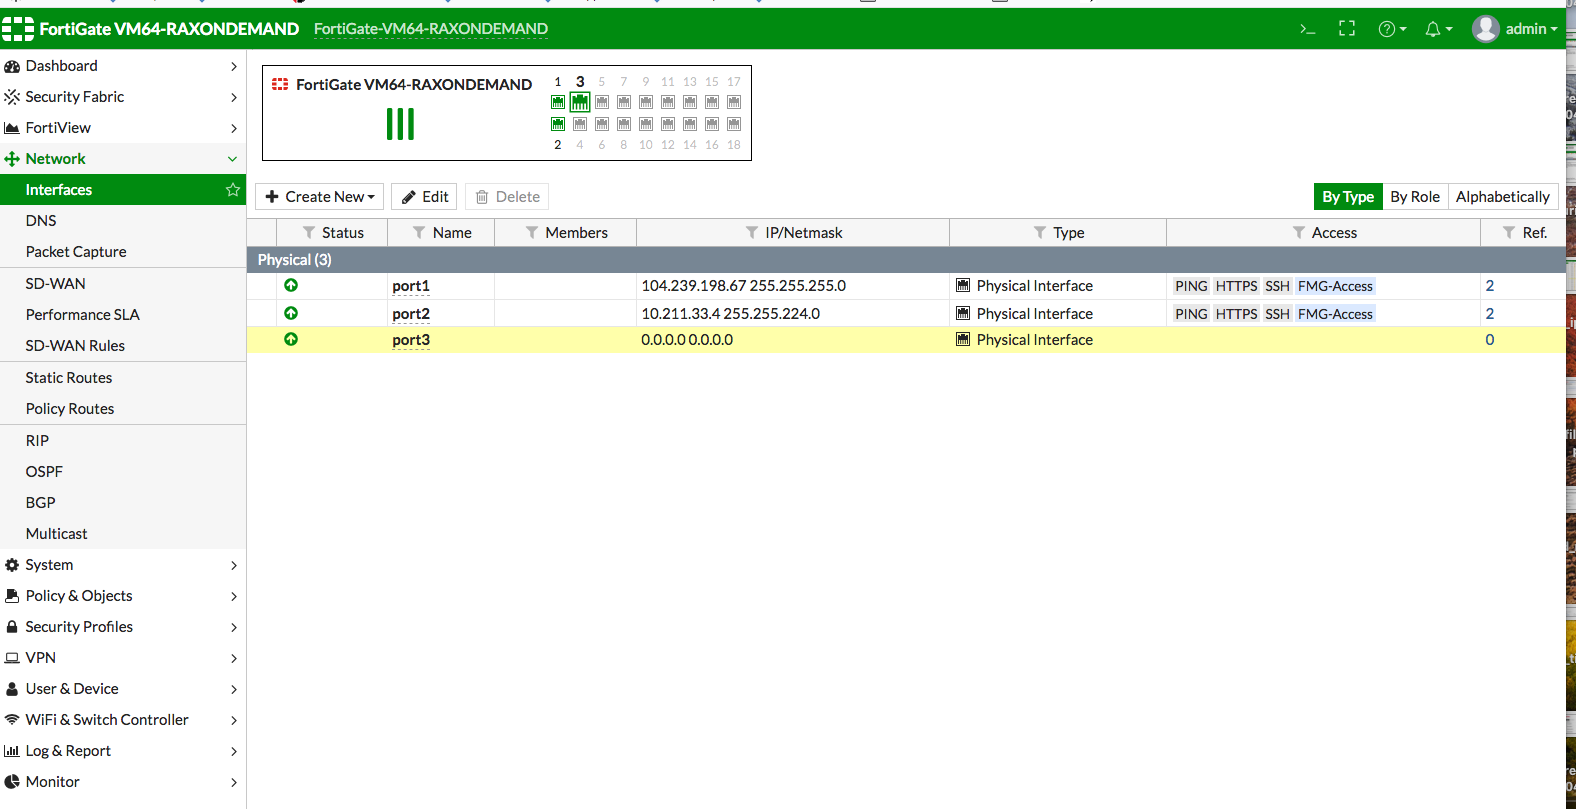 FortiGate VM64-RAXONDEMAND FortiGate-VM64-RAXONDEMAND admin
Dashboard
Security Fabric
FortiView
Network
Interfaces
DNS
Packet Capture
SD-WAN
Performance SLA
SD-WAN Rules
Static Routes
Policy Routes
RIP
OSPF
BGP
Multicast
System
Policy & Objects
Security Profiles
VPN
User & Device
WiFi & Switch Controller
Log & Report
Monitor
FortiGate VM64-RAXONDEMAND
1 3 5 7 9 11 13 15 17
2 4 6 8 10 12 14 16 18
Create New Edit Delete By Type By Role Alphabetically
Status Name Members IP/Netmask Type Access Ref.
Physical (3)
port1 104.239.198.67 255.255.255.0 Physical Interface PING HTTPS SSH FMG-Access 2
port2 10.211.33.4 255.255.224.0 Physical Interface PING HTTPS SSH FMG-Access 2
port3 0.0.0.0 0.0.0.0 Physical Interface 0